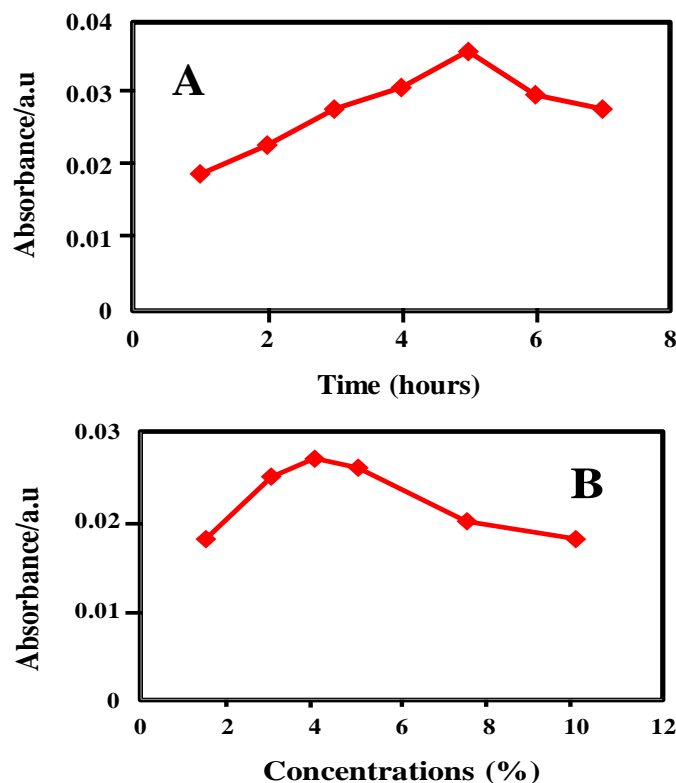 0.04
A
0.03
Absorbance/a.u
0.02
0.01
0
0 2 4 6 8
Time (hours)
0.03
B
0.02
Absorbance/a.u
0.01
0
0 2 4 6 8 10 12
Concentrations (%)